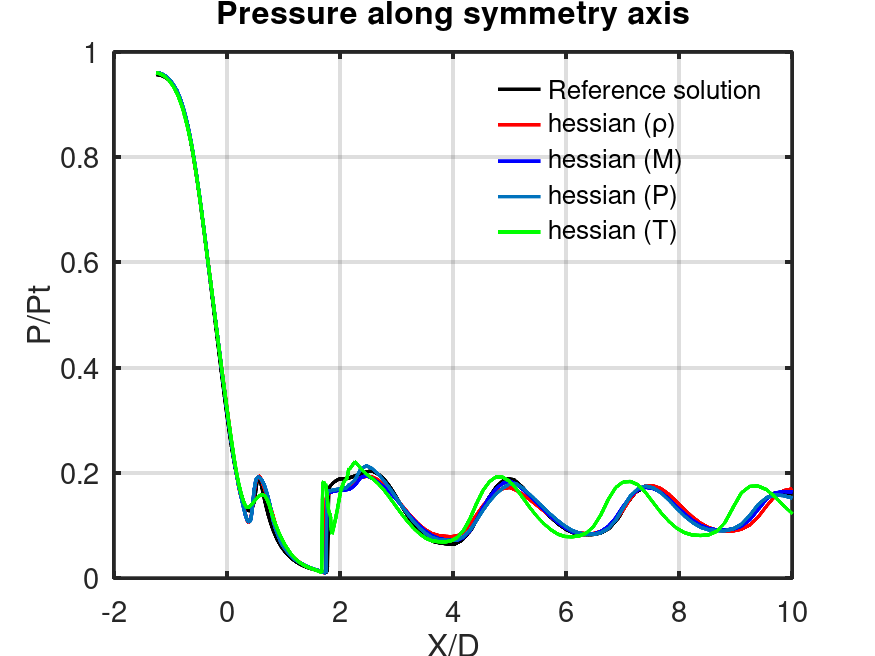 Pressure along symmetry axis
1
0.8
0.6
0.4
0.2
0
P/Pt
Reference solution
hessian (ρ)
hessian (M)
hessian (P)
hessian (T)
-2 0 2 4 6 8 10
X/D